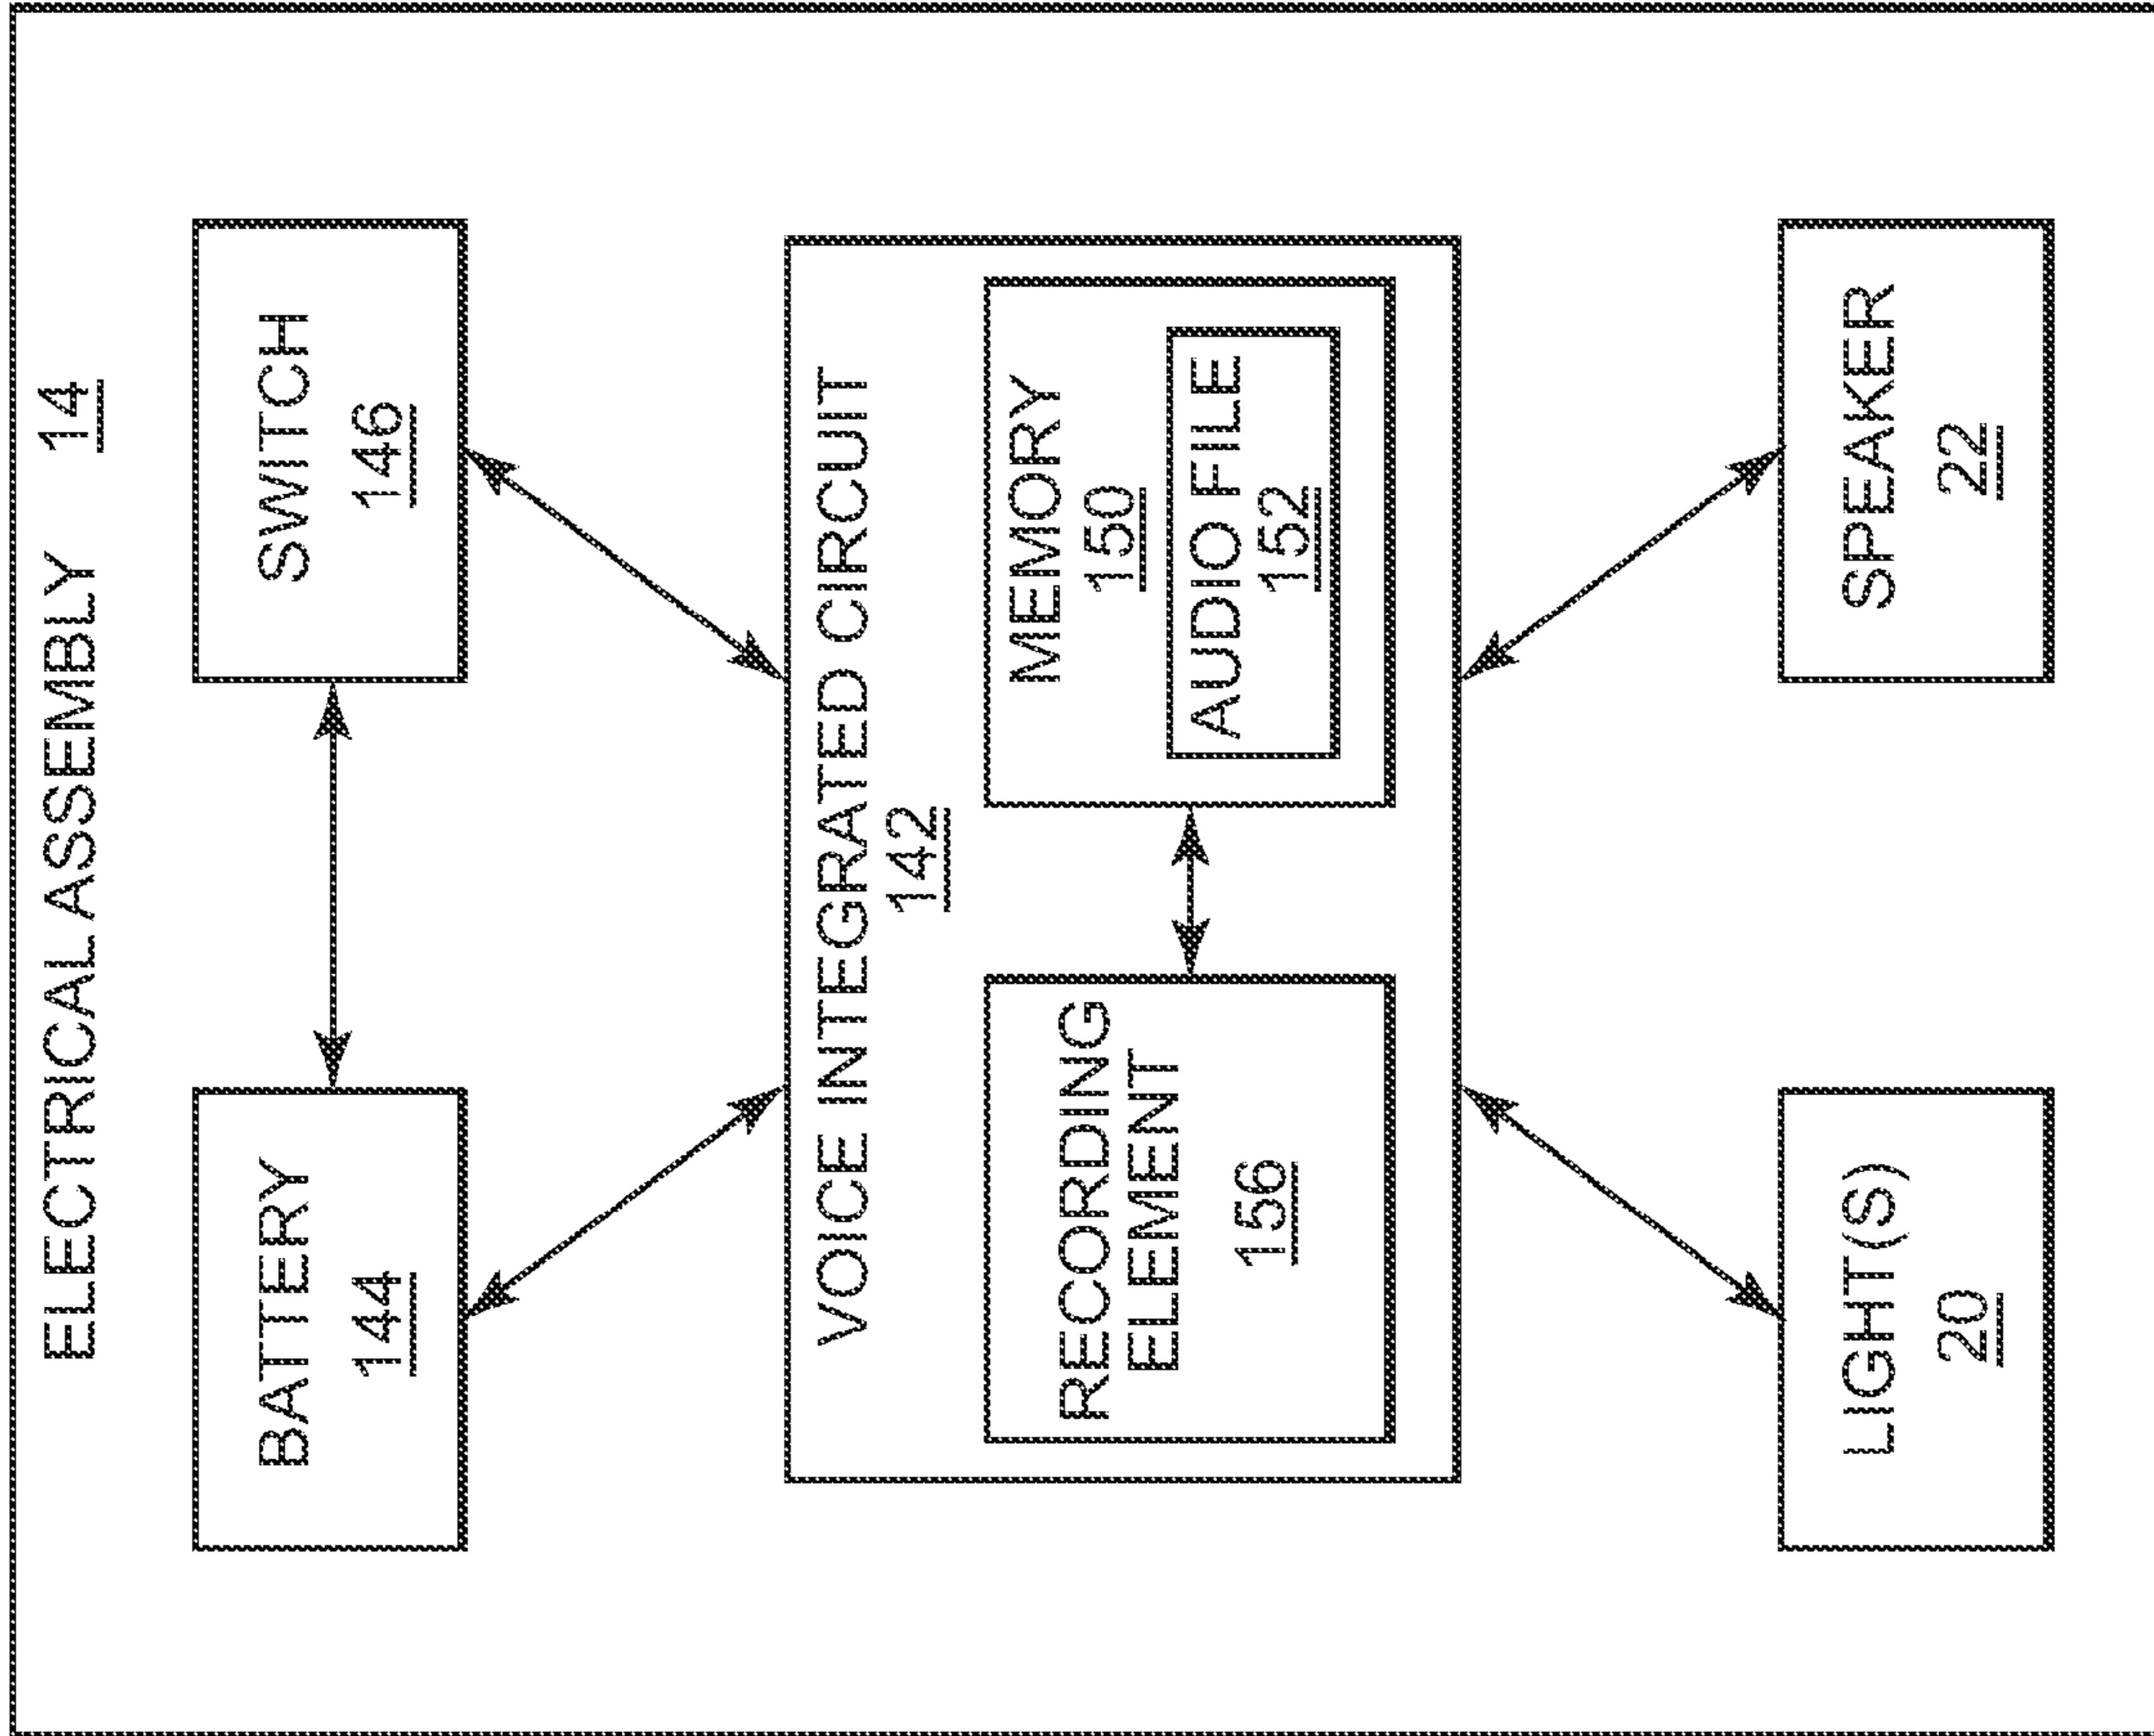 ELECTRICAL ASSEMBLY 14
BATTERY
144
SWITCH
146
VOICE INTEGRATED CIRCUIT
142
RECORDING
ELEMENT
156
MEMORY
150
AUDIO FILE
152
LIGHT(S)
20
SPEAKER
22